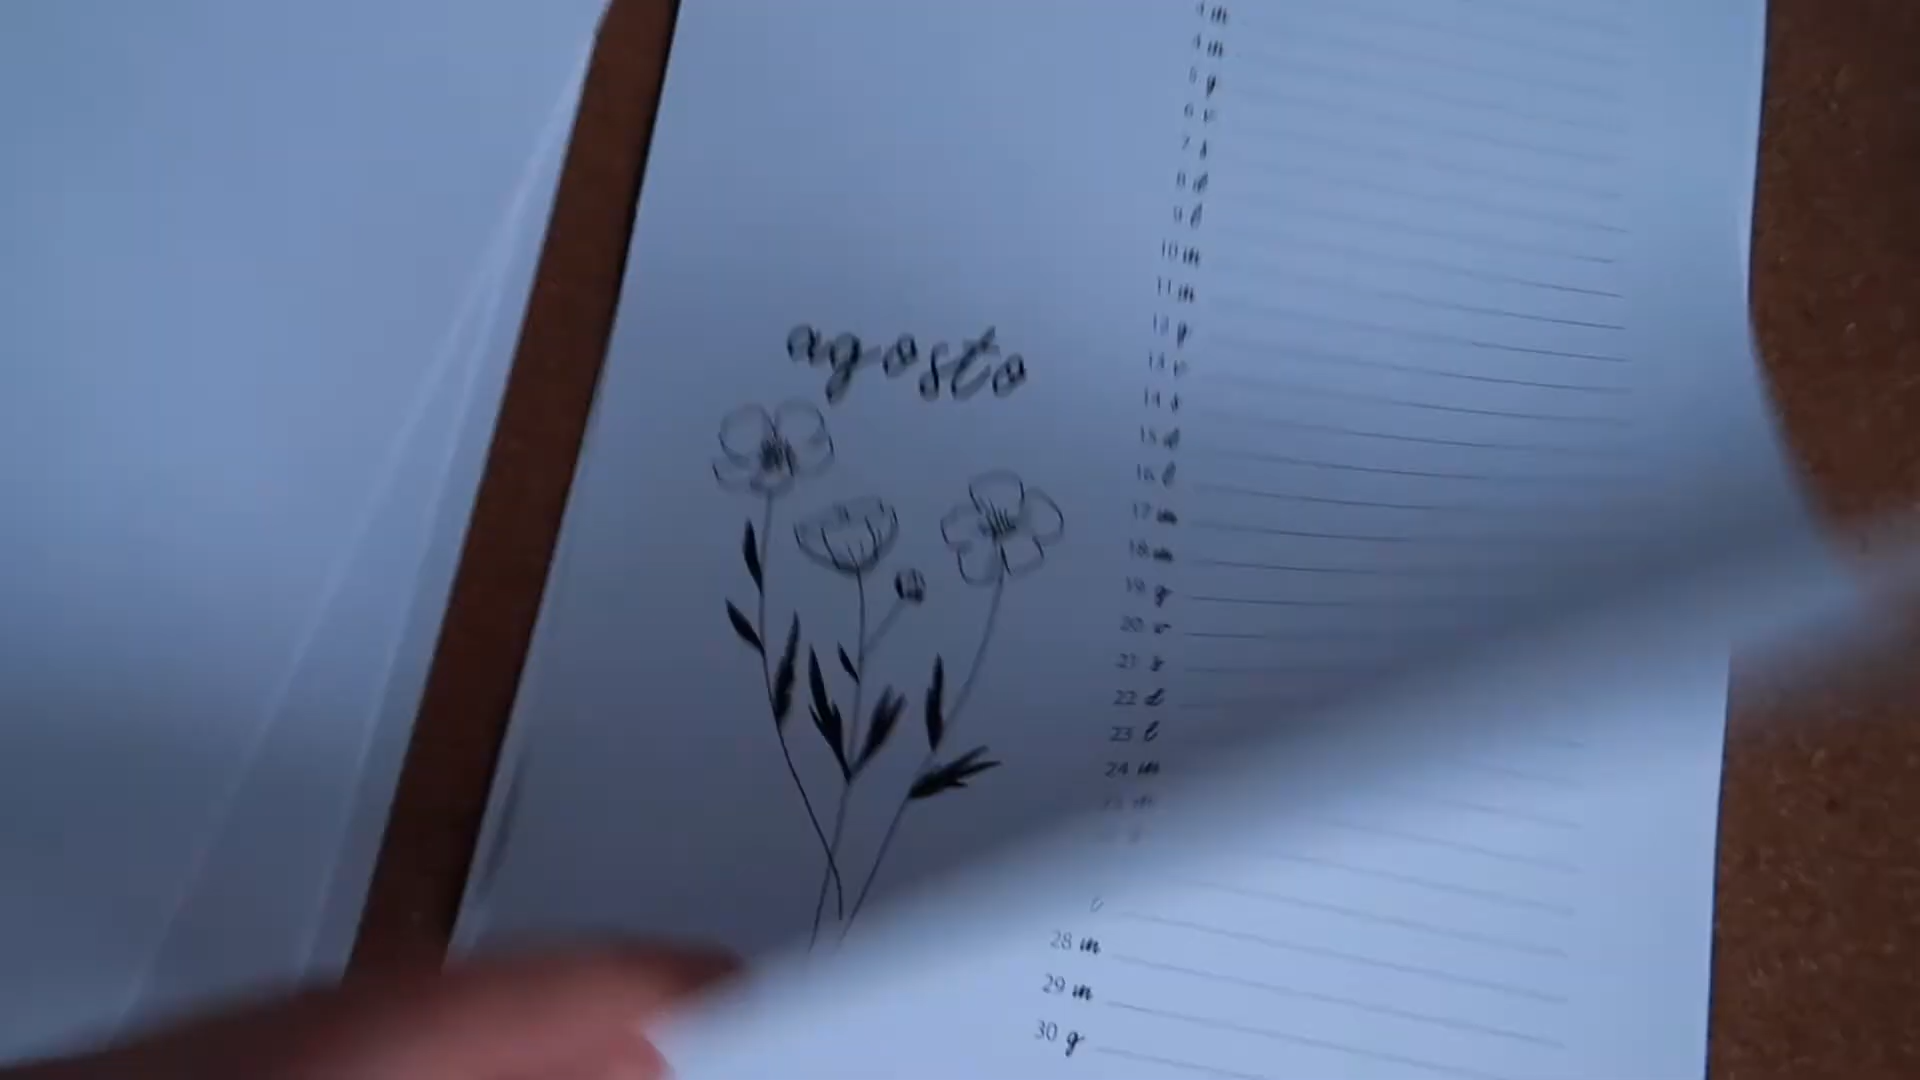 agosto
3 m
4 m
5 g
6 v
7 s
8 d
9 l
10 m
11 m
12 g
13 v
14 s
15 d
16 l
17 m
18 m
19 g
20 v
21 s
22 d
23 l
24 m
28 m
29 m
30 g